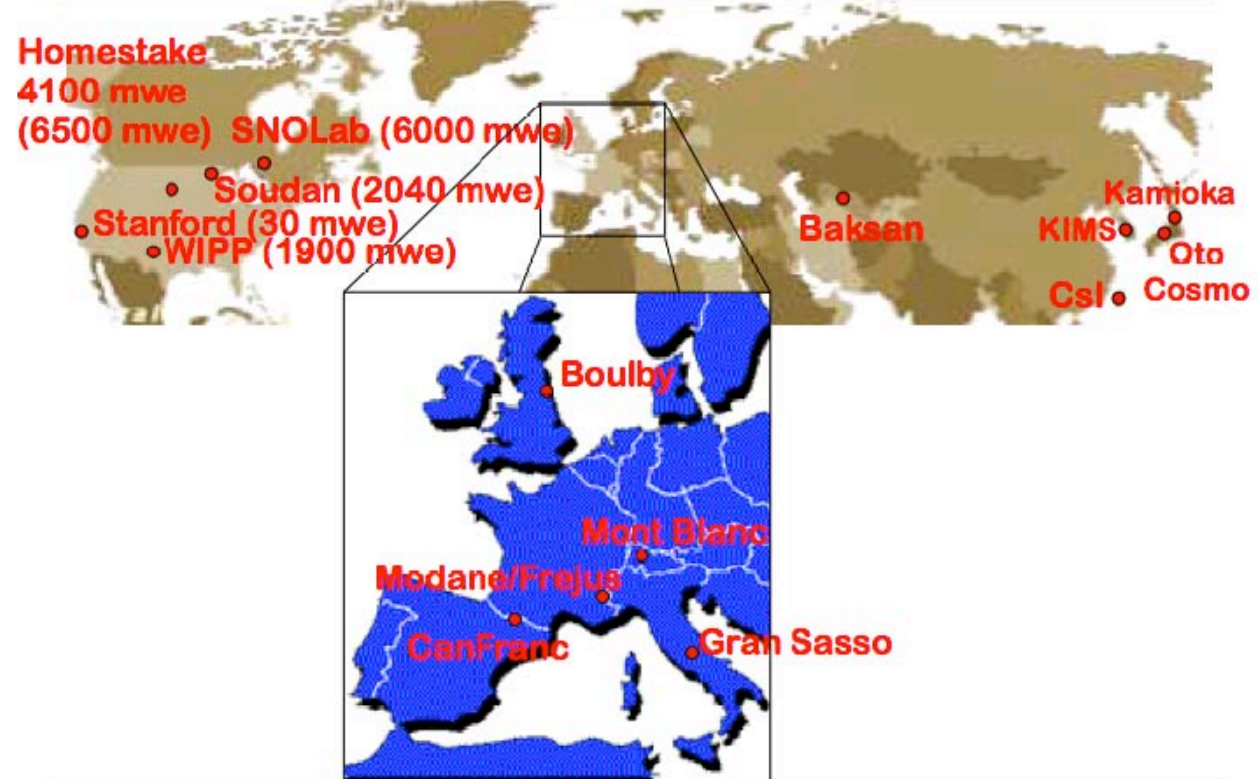 Homestake
4100 mwe
(6500 mwe)
SNOLab (6000 mwe)
Soudan (2040 mwe)
Stanford (30 mwe)
WIPP (1900 mwe)
Baksan
Kamioka
KIMS
Oto
Cosmo
CsI
Boulby
Mont Blanc
Modane/Frejus
CanFranc
Gran Sasso